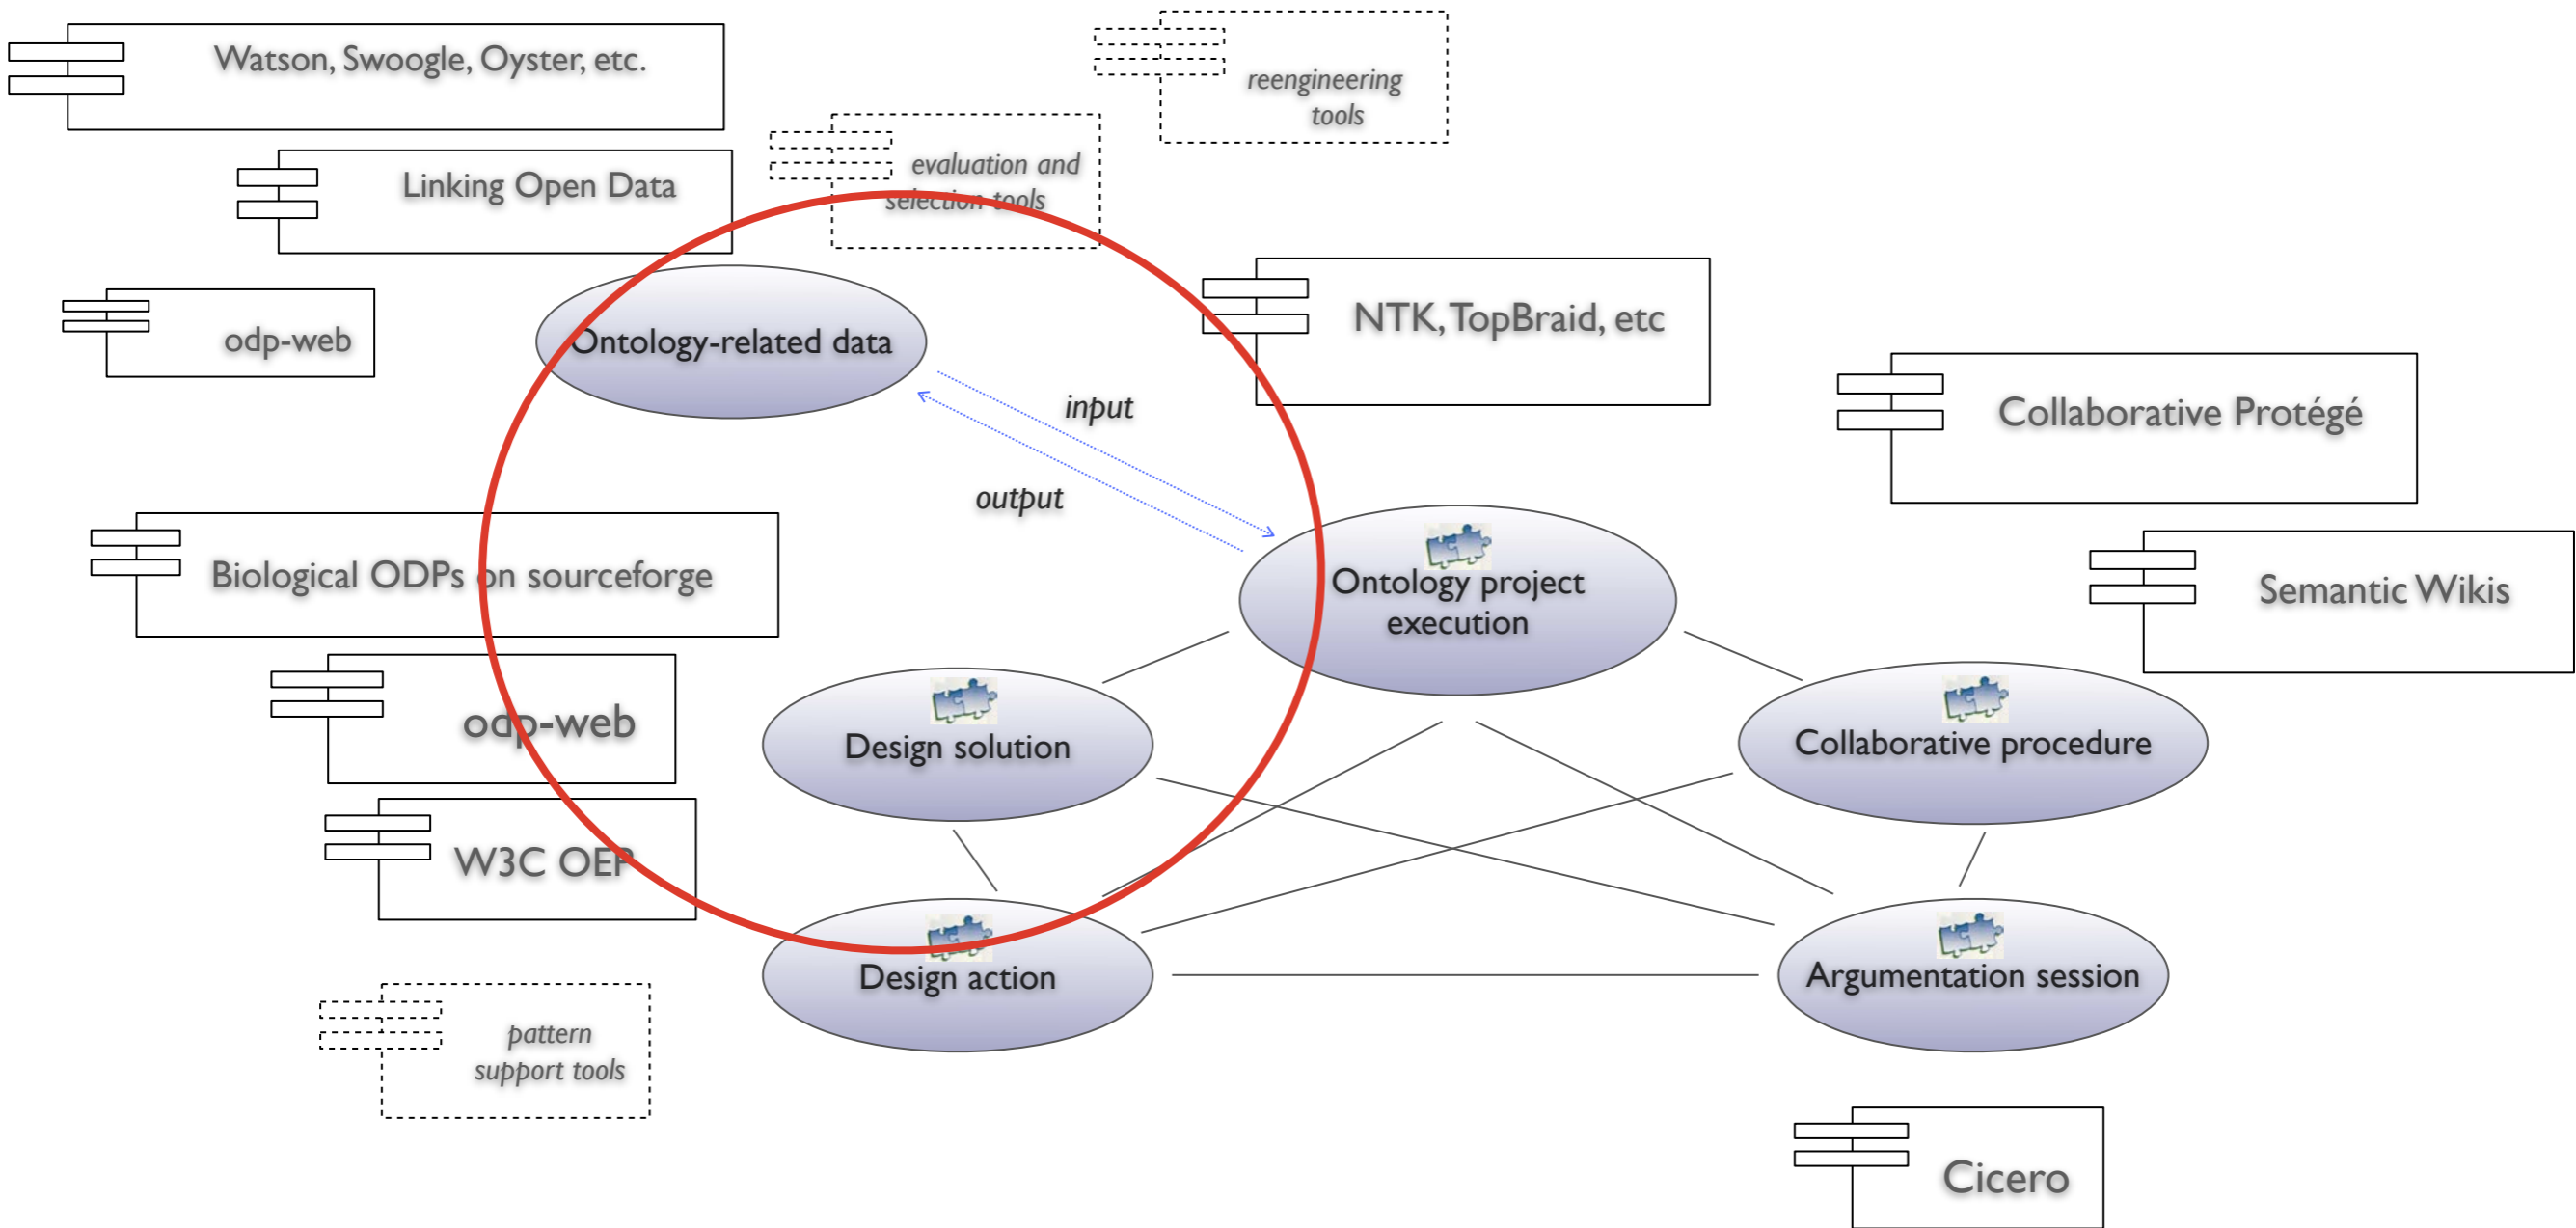 Watson, Swoogle, Oyster, etc.
reengineering
tools
evaluation and
selection tools
Linking Open Data
odp-web
Ontology-related data
NTK, TopBraid, etc
input
Collaborative Protégé
output
Biological ODPs on sourceforge
Ontology project
execution
Semantic Wikis
odp-web
Design solution
Collaborative procedure
W3C OEP
Design action
Argumentation session
pattern
support tools
Cicero